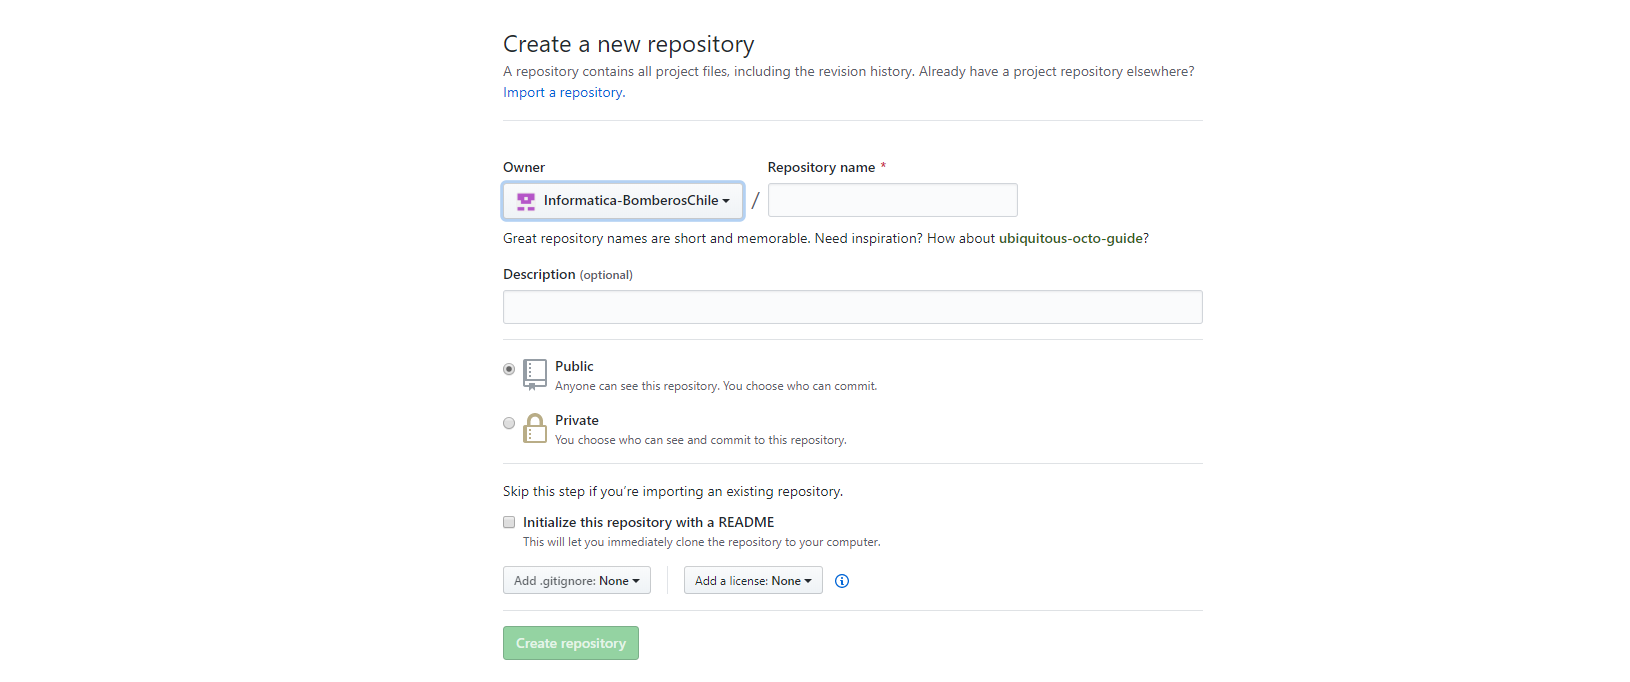 Create a new repository
A repository contains all project files, including the revision history. Already have a project repository elsewhere?
Import a repository.
Owner
Repository name *
Informatica-BomberosChile
/
Great repository names are short and memorable. Need inspiration? How about ubiquitous-octo-guide?
Description (optional)
Public
Anyone can see this repository. You choose who can commit.
Private
You choose who can see and commit to this repository.
Skip this step if you’re importing an existing repository.
Initialize this repository with a README
This will let you immediately clone the repository to your computer.
Add .gitignore: None
Add a license: None
Create repository